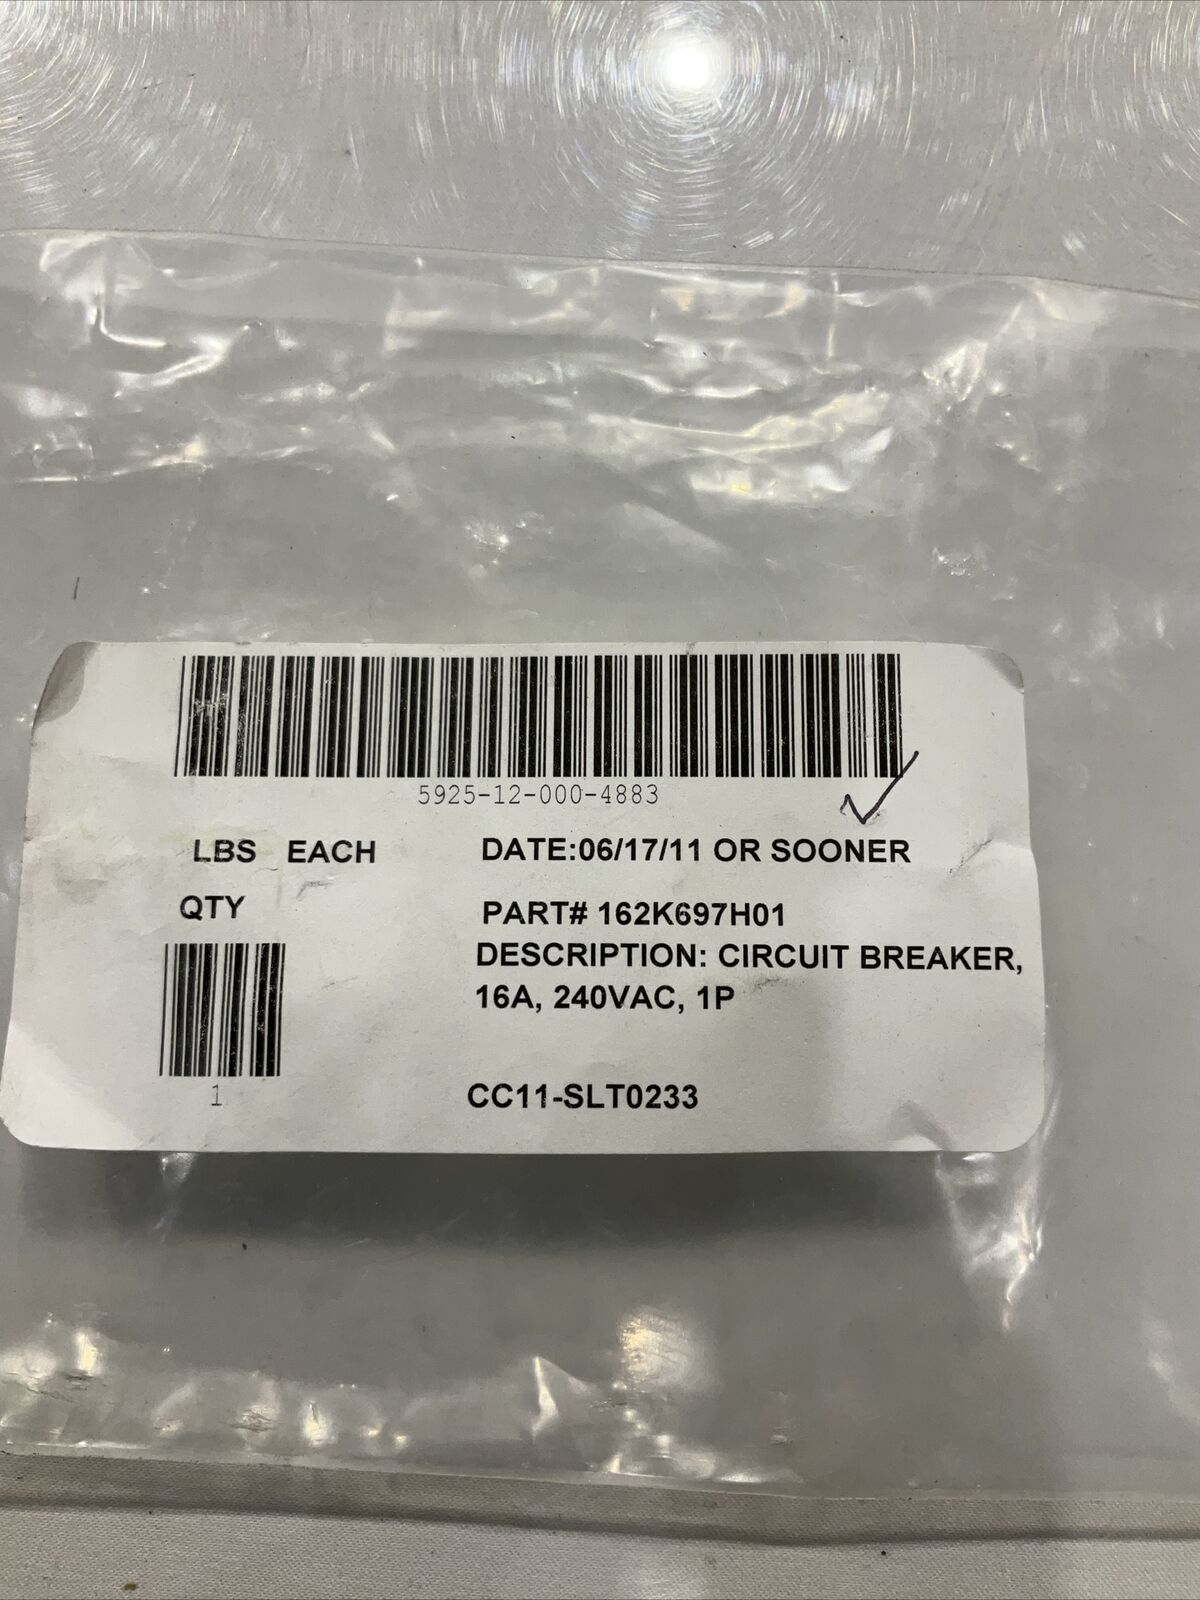 5925-12-000-4883
LBS EACH
DATE:06/17/11 OR SOONER
QTY
PART# 162K697H01
DESCRIPTION: CIRCUIT BREAKER,
16A, 240VAC, 1P
1
CC11-SLT0233